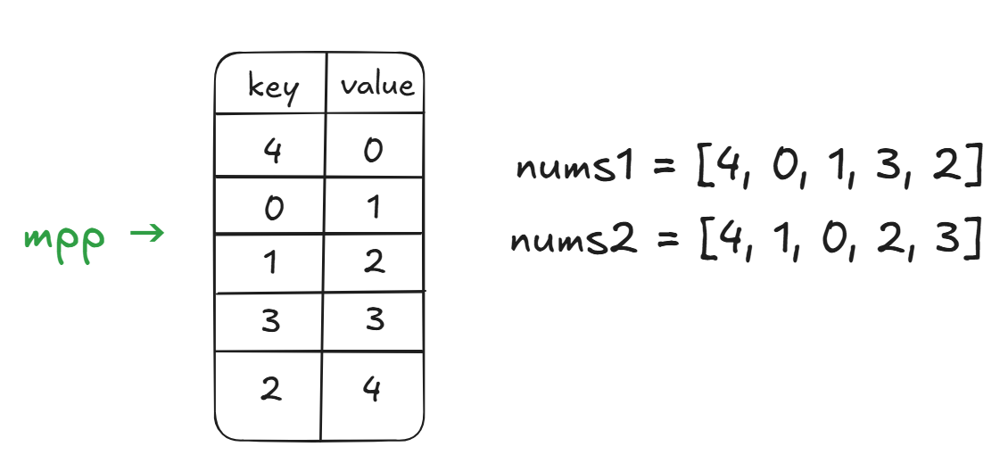 key value
4 0
0 1
mpp →
1 2
3 3
2 4
nums1 = [4, 0, 1, 3, 2]
nums2 = [4, 1, 0, 2, 3]